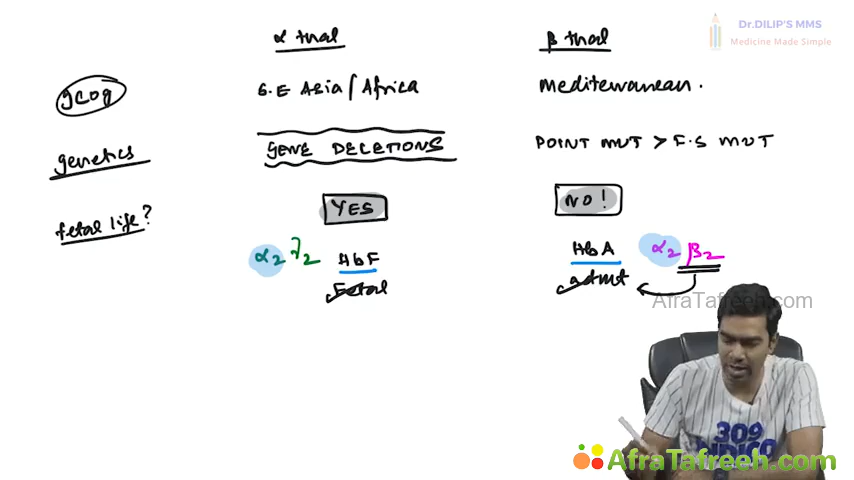 Dr.DILIP'S MMS
Medicine Made Simple
α thal
β thal
geog
S.E Asia / Africa
Mediterranean.
genetics
GENE DELETIONS
POINT MUT > F.S MUT
fetal life?
YES
NO!
α2 γ2 HbF
Fetal
HbA α2 β2
adult
AfraTafreeh.com
309
AfraTafreeh.com